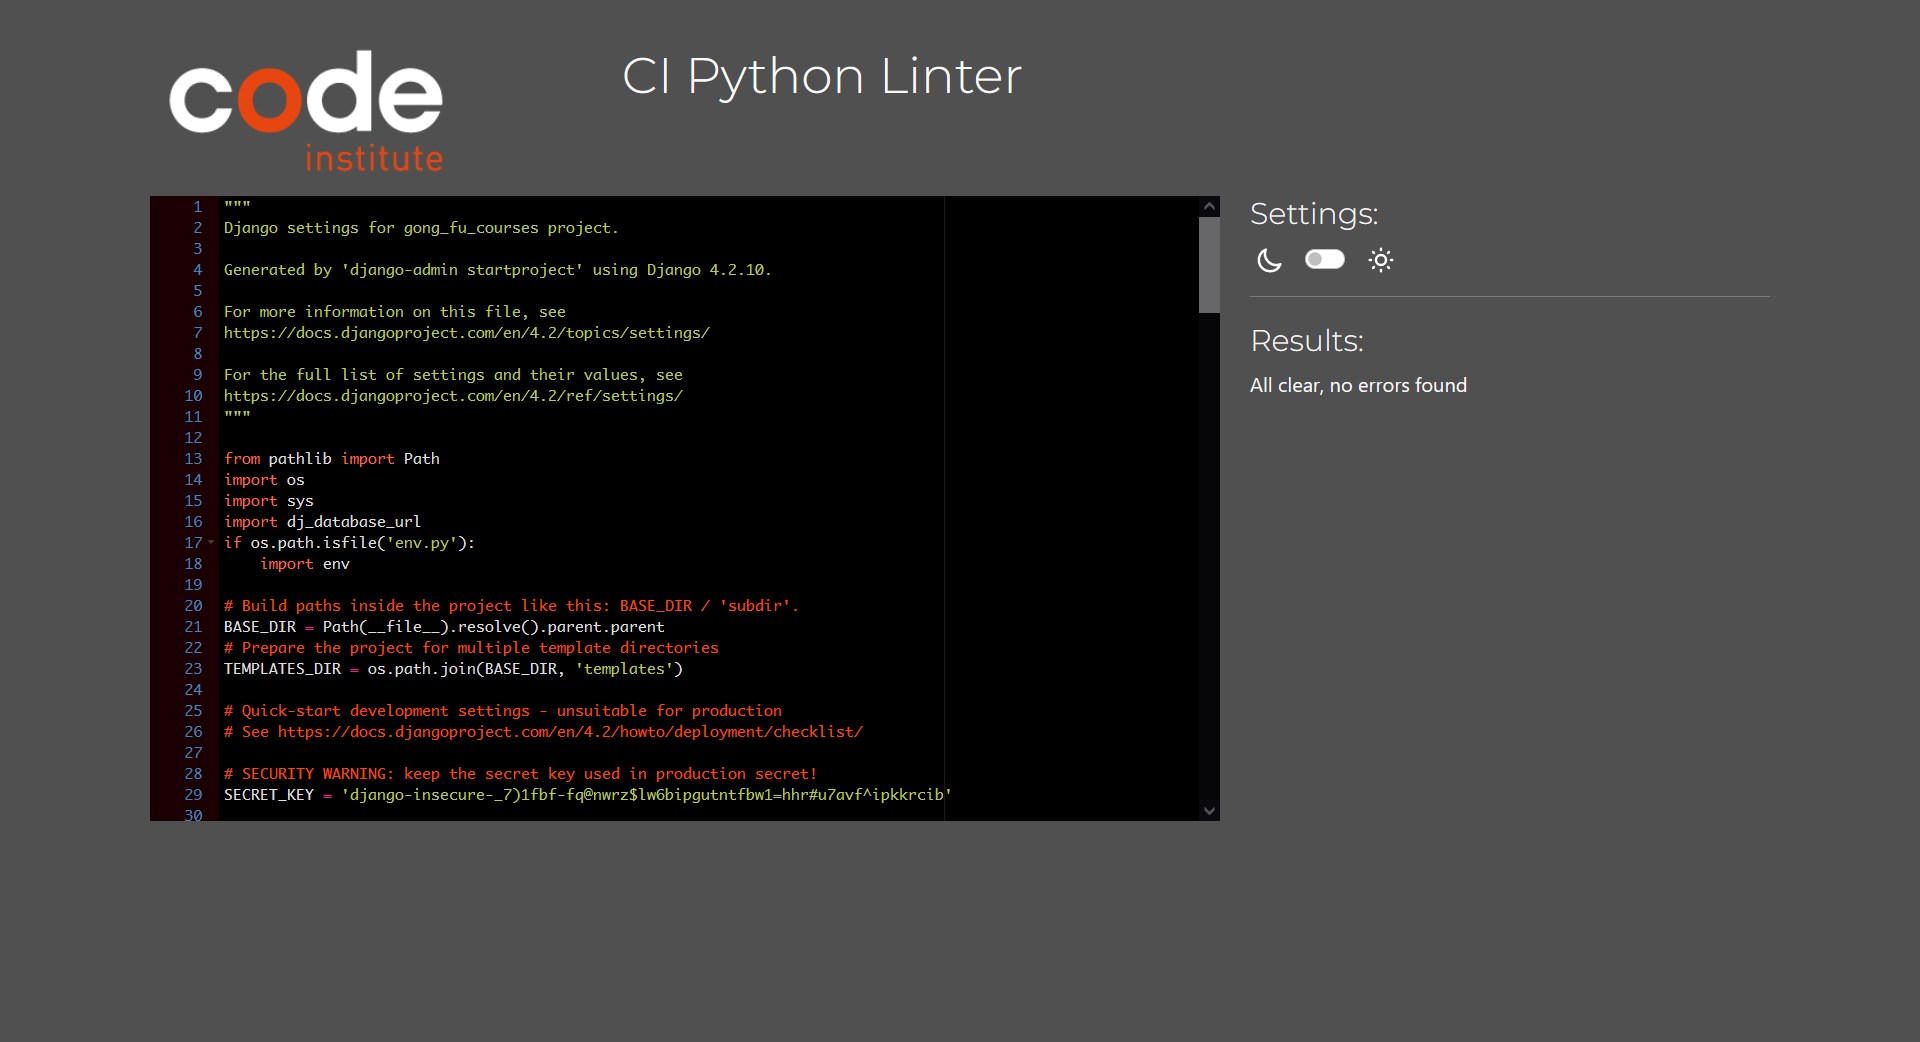 code
institute
CI Python Linter
1 """
2 Django settings for gong_fu_courses project.
3
4 Generated by 'django-admin startproject' using Django 4.2.10.
5
6 For more information on this file, see
7 https://docs.djangoproject.com/en/4.2/topics/settings/
8
9 For the full list of settings and their values, see
10 https://docs.djangoproject.com/en/4.2/ref/settings/
11 """
12
13 from pathlib import Path
14 import os
15 import sys
16 import dj_database_url
17 if os.path.isfile('env.py'):
18     import env
19
20 # Build paths inside the project like this: BASE_DIR / 'subdir'.
21 BASE_DIR = Path(__file__).resolve().parent.parent
22 # Prepare the project for multiple template directories
23 TEMPLATES_DIR = os.path.join(BASE_DIR, 'templates')
24
25 # Quick-start development settings - unsuitable for production
26 # See https://docs.djangoproject.com/en/4.2/howto/deployment/checklist/
27
28 # SECURITY WARNING: keep the secret key used in production secret!
29 SECRET_KEY = 'django-insecure-_7)1fbf-fq@nwrz$lw6bipgutntfbw1=hhr#u7avf^ipkkrcib'
30
Settings:
Results:
All clear, no errors found